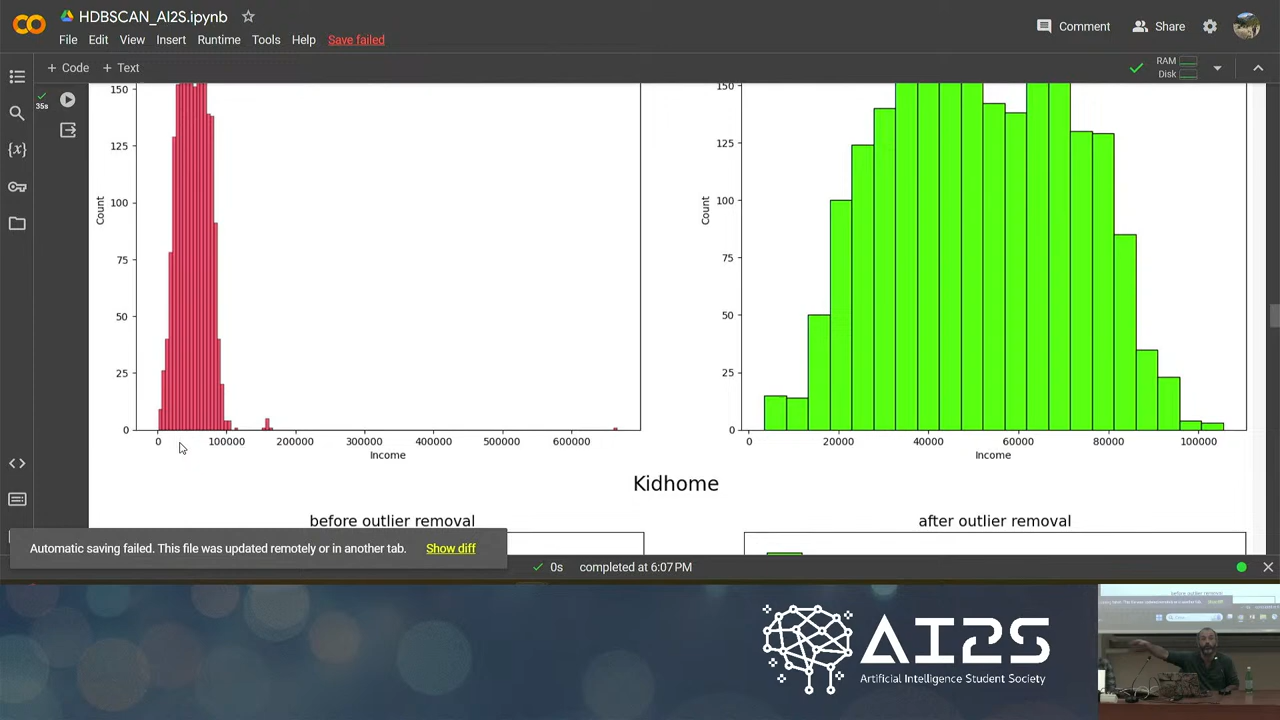 HDBSCAN_AI2S.ipynb
File Edit View Insert Runtime Tools Help Save failed
Comment Share
+ Code + Text
RAM
Disk
35s
{x}
150
125
100
75
50
25
0
Count
0 100000 200000 300000 400000 500000 600000
Income
150
125
100
75
50
25
0
Count
0 20000 40000 60000 80000 100000
Income
Kidhome
before outlier removal
after outlier removal
Automatic saving failed. This file was updated remotely or in another tab. Show diff
0s completed at 6:07 PM
AI2S
Artificial Intelligence Student Society